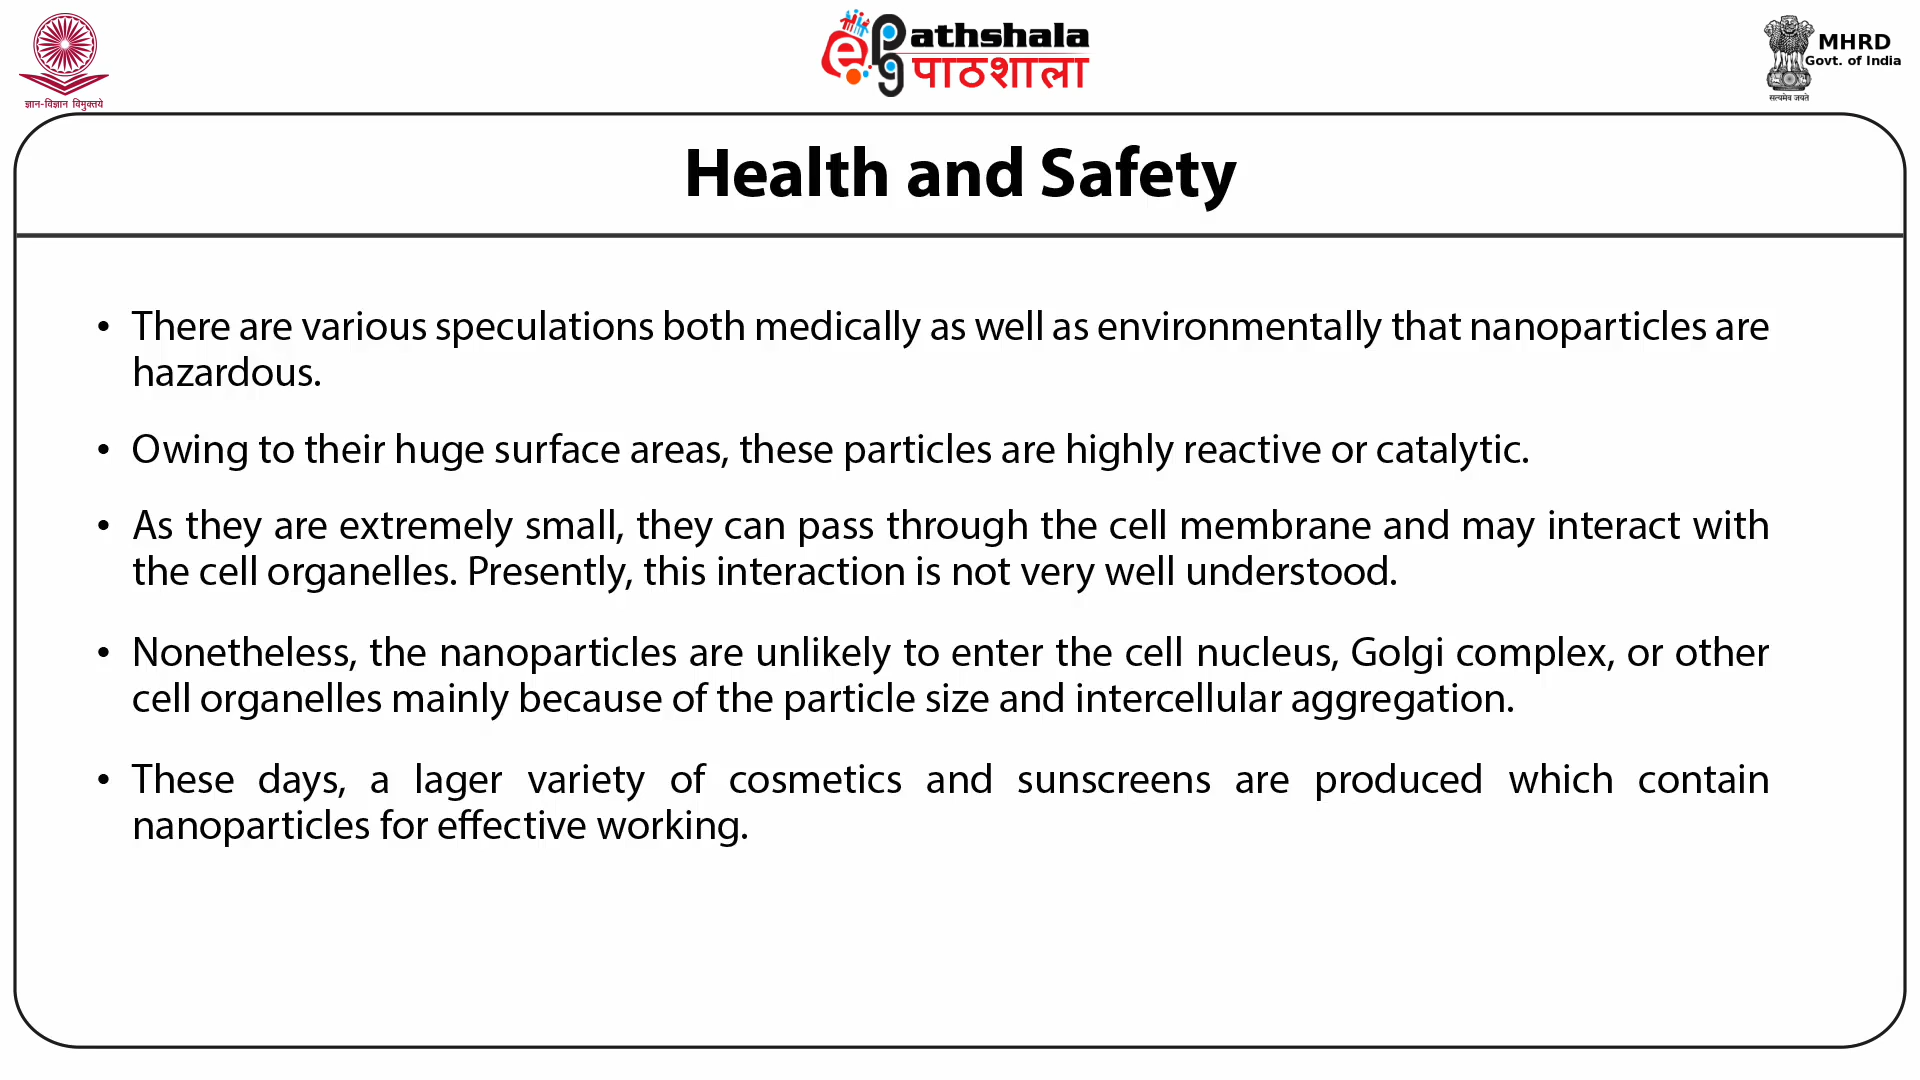 ज्ञान-विज्ञान विमुक्तये
e pg athshala
पाठशाला
MHRD
Govt. of India
सत्यमेव जयते
Health and Safety
• There are various speculations both medically as well as environmentally that nanoparticles are
hazardous.
• Owing to their huge surface areas, these particles are highly reactive or catalytic.
• As they are extremely small, they can pass through the cell membrane and may interact with
the cell organelles. Presently, this interaction is not very well understood.
• Nonetheless, the nanoparticles are unlikely to enter the cell nucleus, Golgi complex, or other
cell organelles mainly because of the particle size and intercellular aggregation.
• These days, a lager variety of cosmetics and sunscreens are produced which contain
nanoparticles for effective working.